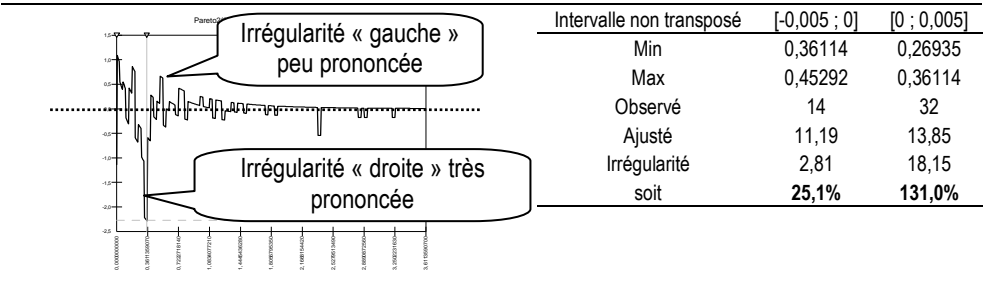 Pareto2
Irrégularité « gauche »
peu prononcée
Irrégularité « droite » très
prononcée
1,5
1,0
0,5
-0,5
-1,0
-1,5
-2,0
-2,5
Intervalle non transposé [-0,005 ; 0] [0 ; 0,005]
Min 0,36114 0,26935
Max 0,45292 0,36114
Observé 14 32
Ajusté 11,19 13,85
Irrégularité 2,81 18,15
soit 25,1% 131,0%